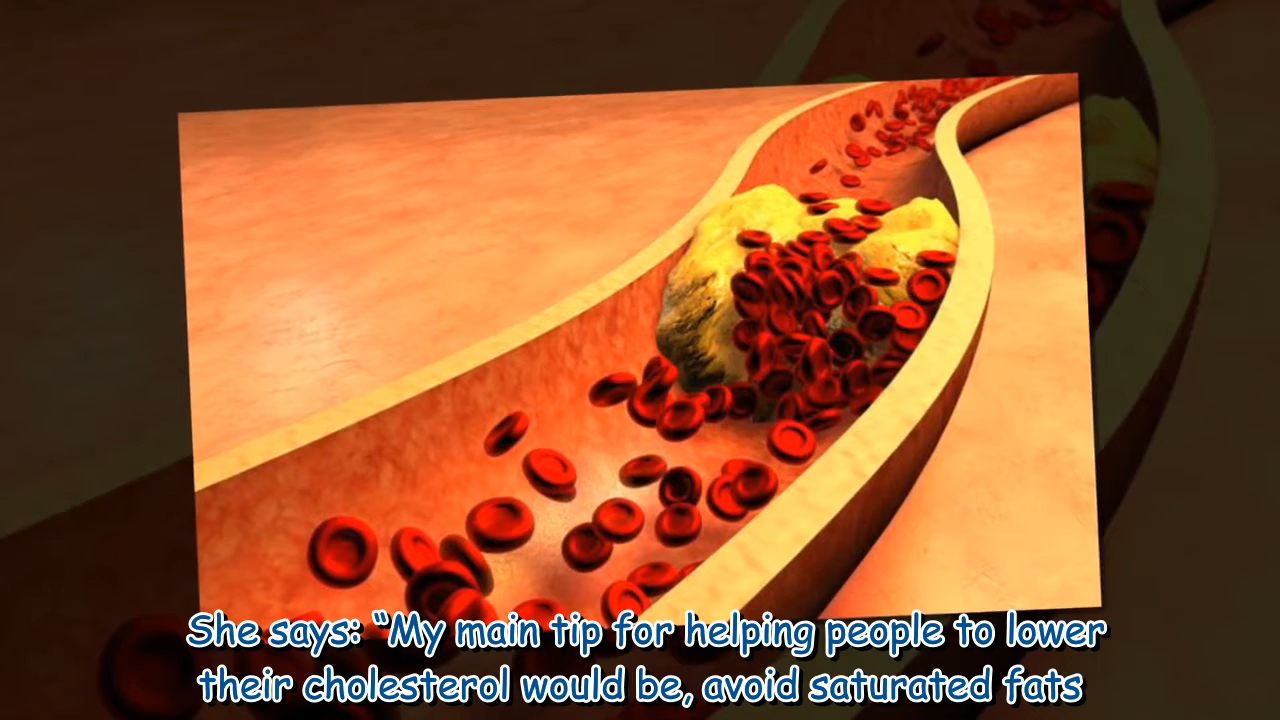 She says: “My main tip for helping people to lower
their cholesterol would be, avoid saturated fats